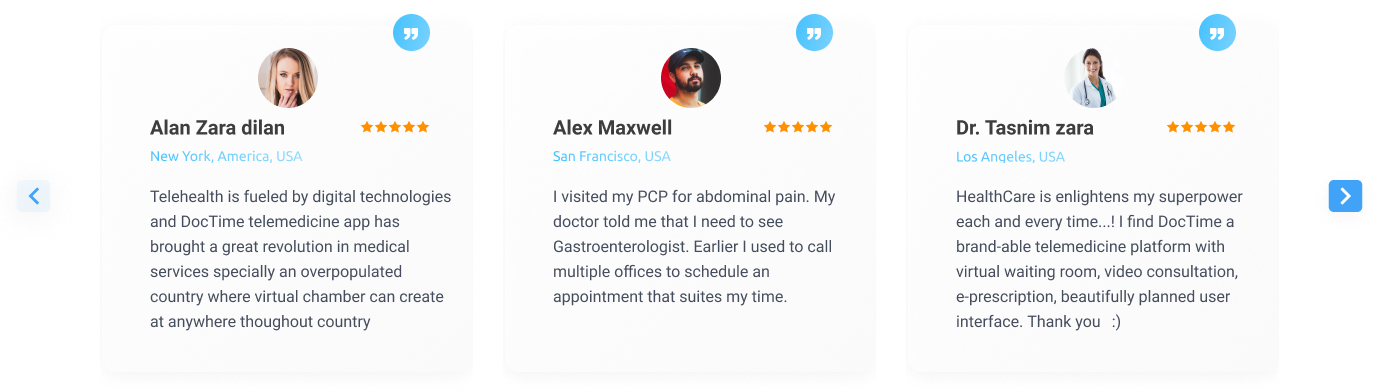 Alan Zara dilan
New York, America, USA
Telehealth is fueled by digital technologies
and DocTime telemedicine app has
brought a great revolution in medical
services specially an overpopulated
country where virtual chamber can create
at anywhere thoughout country
Alex Maxwell
San Francisco, USA
I visited my PCP for abdominal pain. My
doctor told me that I need to see
Gastroenterologist. Earlier I used to call
multiple offices to schedule an
appointment that suites my time.
Dr. Tasnim zara
Los Angeles, USA
HealthCare is enlightens my superpower
each and every time...! I find DocTime a
brand-able telemedicine platform with
virtual waiting room, video consultation,
e-prescription, beautifully planned user
interface. Thank you :)